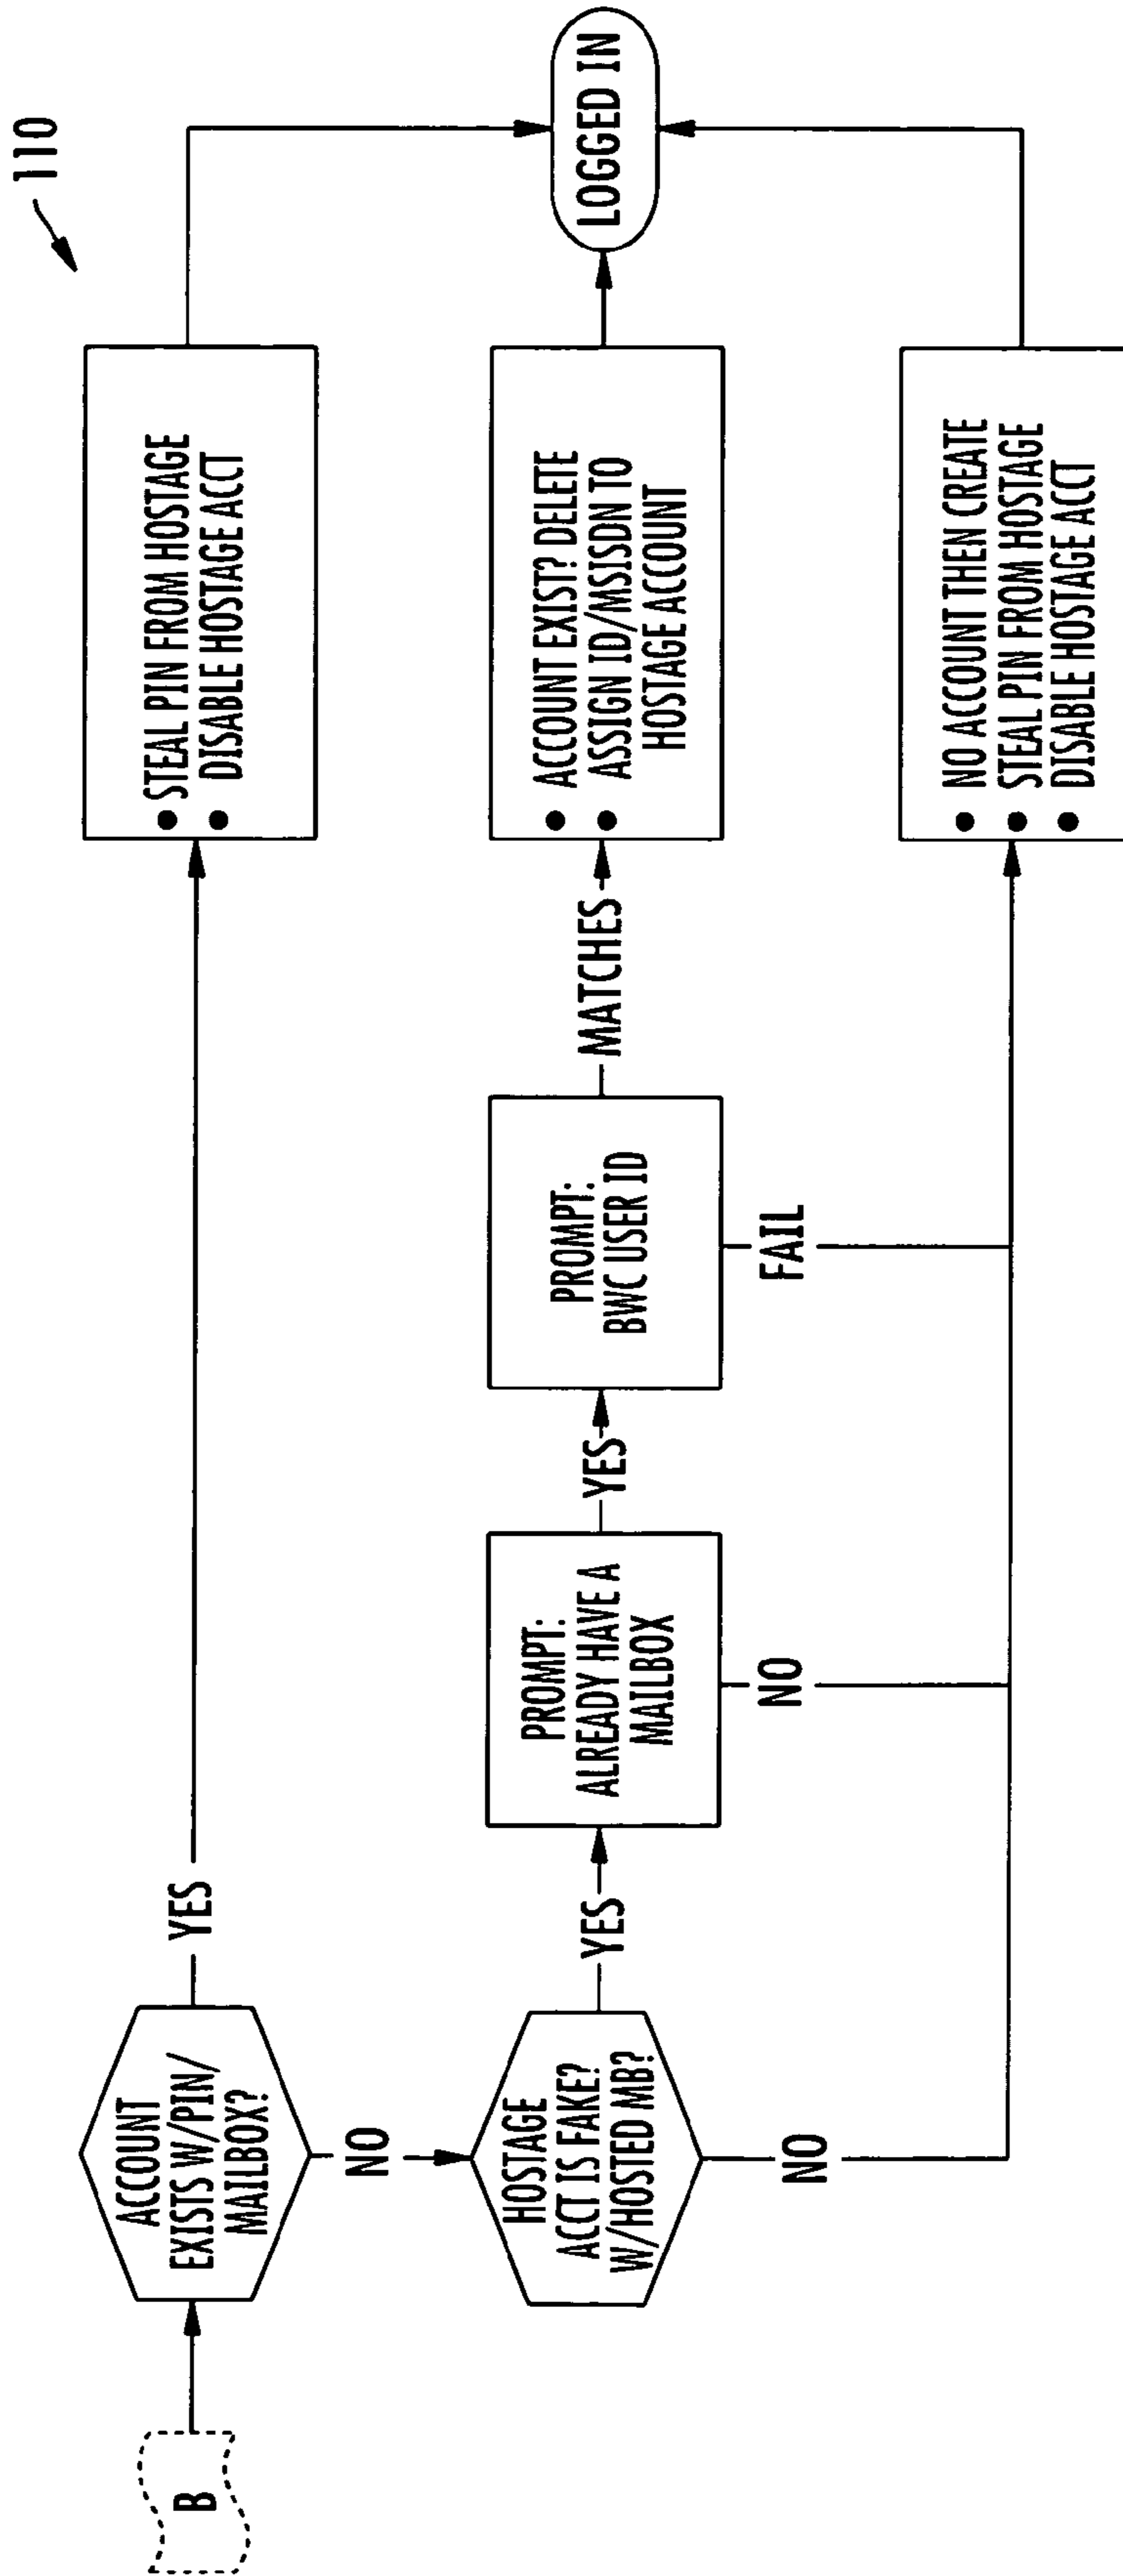 110
B
ACCOUNT
EXISTS W/PIN/
MAILBOX?
YES
• STEAL PIN FROM HOSTAGE
• DISABLE HOSTAGE ACCT
NO
HOSTAGE
ACCT IS FAKE?
W/HOSTED MB?
YES
PROMPT:
ALREADY HAVE A
MAILBOX
YES
PROMPT:
BWC USER ID
MATCHES
• ACCOUNT EXIST? DELETE
• ASSIGN ID/MSISDN TO
HOSTAGE ACCOUNT
LOGGED IN
NO
NO
FAIL
• NO ACCOUNT THEN CREATE
• STEAL PIN FROM HOSTAGE
• DISABLE HOSTAGE ACCT